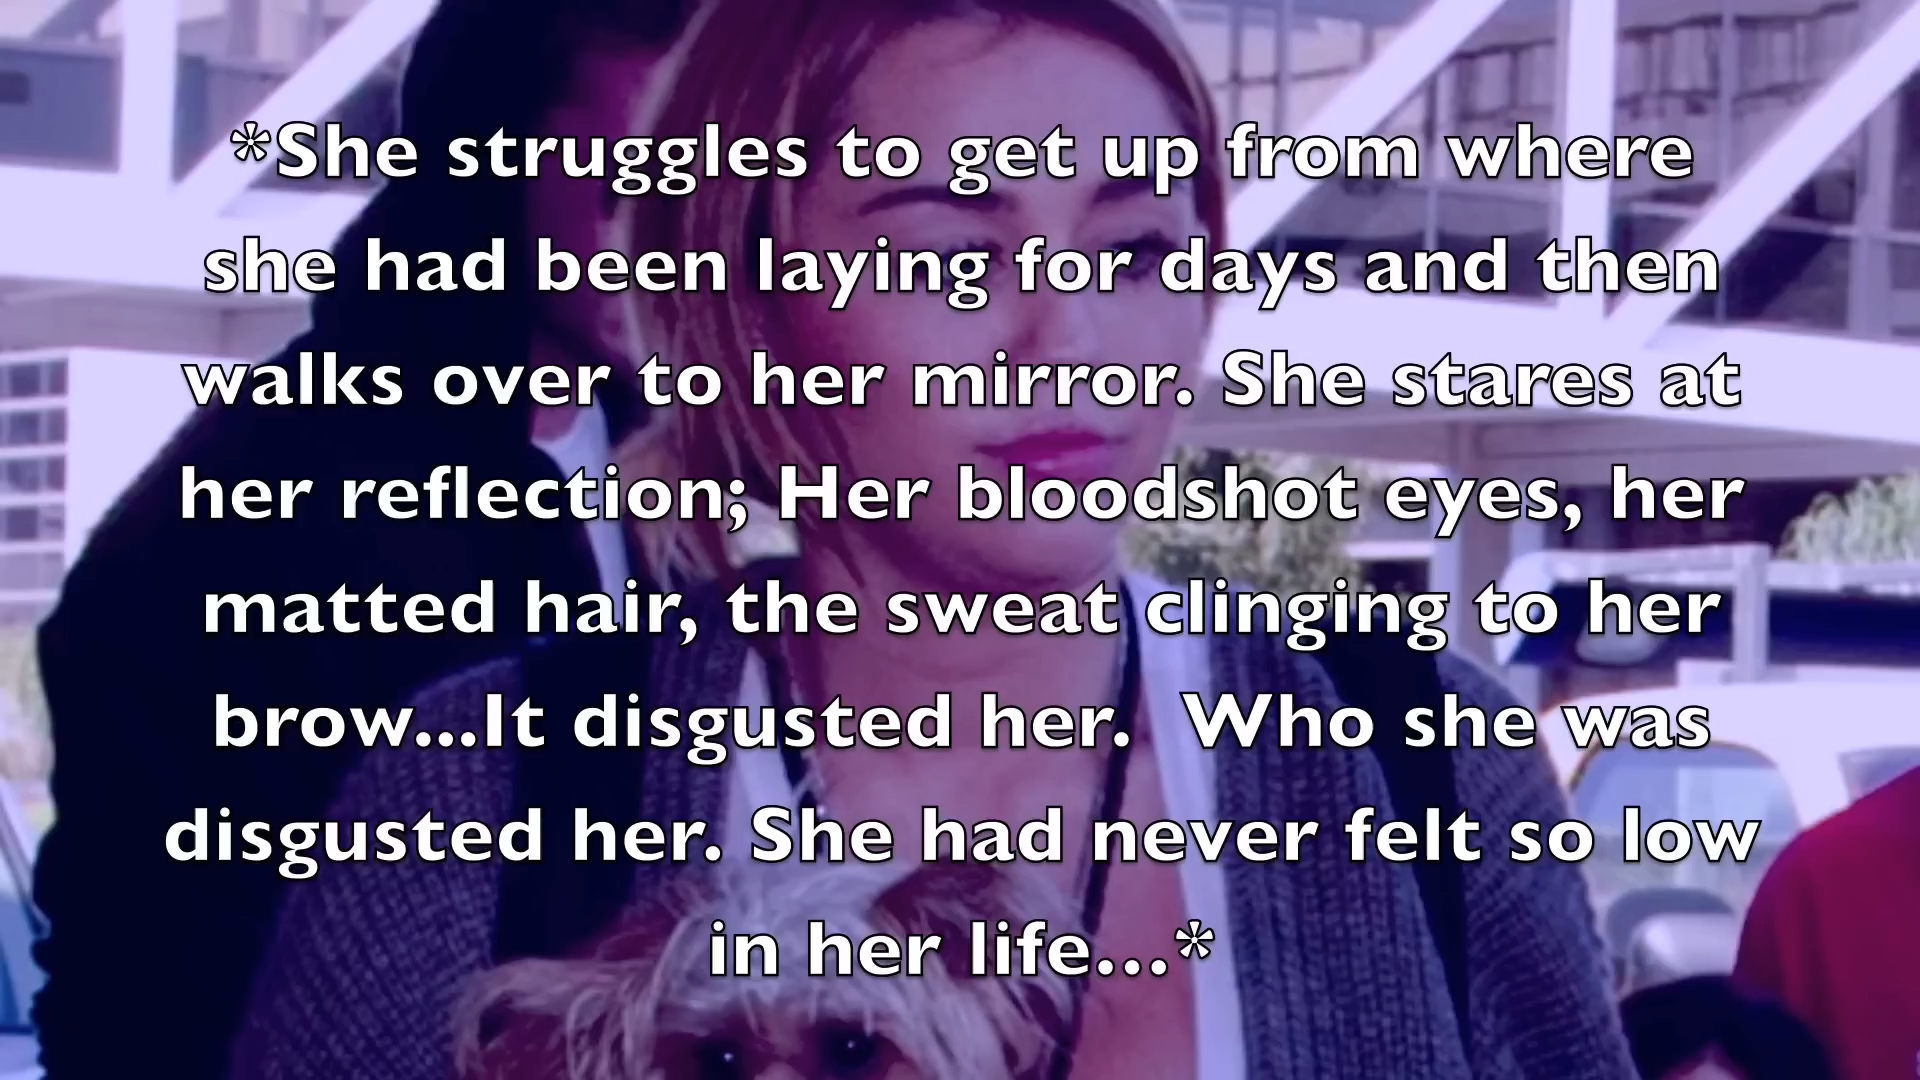 *She struggles to get up from where
she had been laying for days and then
walks over to her mirror. She stares at
her reflection; Her bloodshot eyes, her
matted hair, the sweat clinging to her
brow...It disgusted her.  Who she was
disgusted her. She had never felt so low
in her life...*